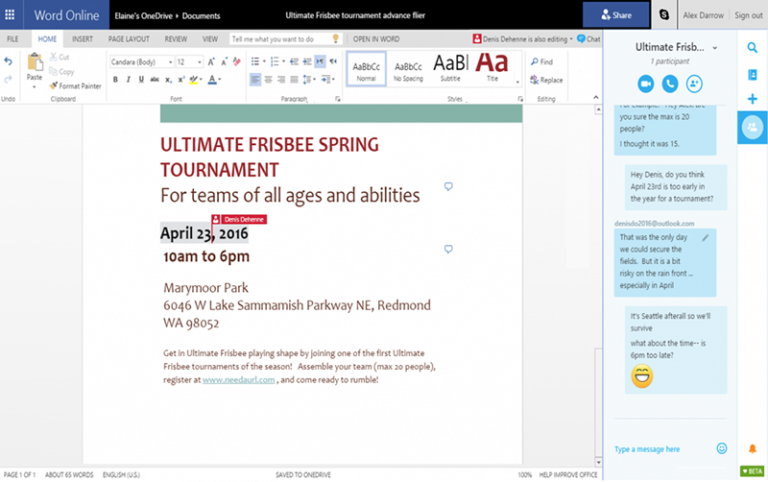 Word Online
Elaine's OneDrive ▸ Documents
Ultimate Frisbee tournament advance flier
Share
Alex Darrow
Sign out
FILE
HOME
INSERT
PAGE LAYOUT
REVIEW
VIEW
Tell me what you want to do
OPEN IN WORD
Denis Dehenne is also editing
Chat
Undo
Paste
Cut
Copy
Format Painter
Clipboard
Candara (Body)
12
B I U abc
Font
Paragraph
AaBbCc
Normal
AaBbCc
No Spacing
AaBl
Subtitle
Aa
Title
Styles
Find
Replace
Editing
ULTIMATE FRISBEE SPRING
TOURNAMENT
For teams of all ages and abilities
Denis Dehenne
April 23, 2016
10am to 6pm
Marymoor Park
6046 W Lake Sammamish Parkway NE, Redmond
WA 98052
Get in Ultimate Frisbee playing shape by joining one of the first Ultimate
Frisbee tournaments of the season! Assemble your team (max 20 people),
register at www.needaurl.com , and come ready to rumble!
Ultimate Frisb...
1 participant
you sure the max is 20
people?
I thought it was 15.
Hey Denis, do you think
April 23rd is too early in
the year for a tournament?
denisdo2016@outlook.com
That was the only day
we could secure the
fields. But it is a bit
risky on the rain front ...
especially in April
It's Seattle afterall so we'll
survive
what about the time-- is
6pm too late?
Type a message here
BETA
PAGE 1 OF 1
ABOUT 65 WORDS
ENGLISH (U.S.)
SAVED TO ONEDRIVE
100%
HELP IMPROVE OFFICE